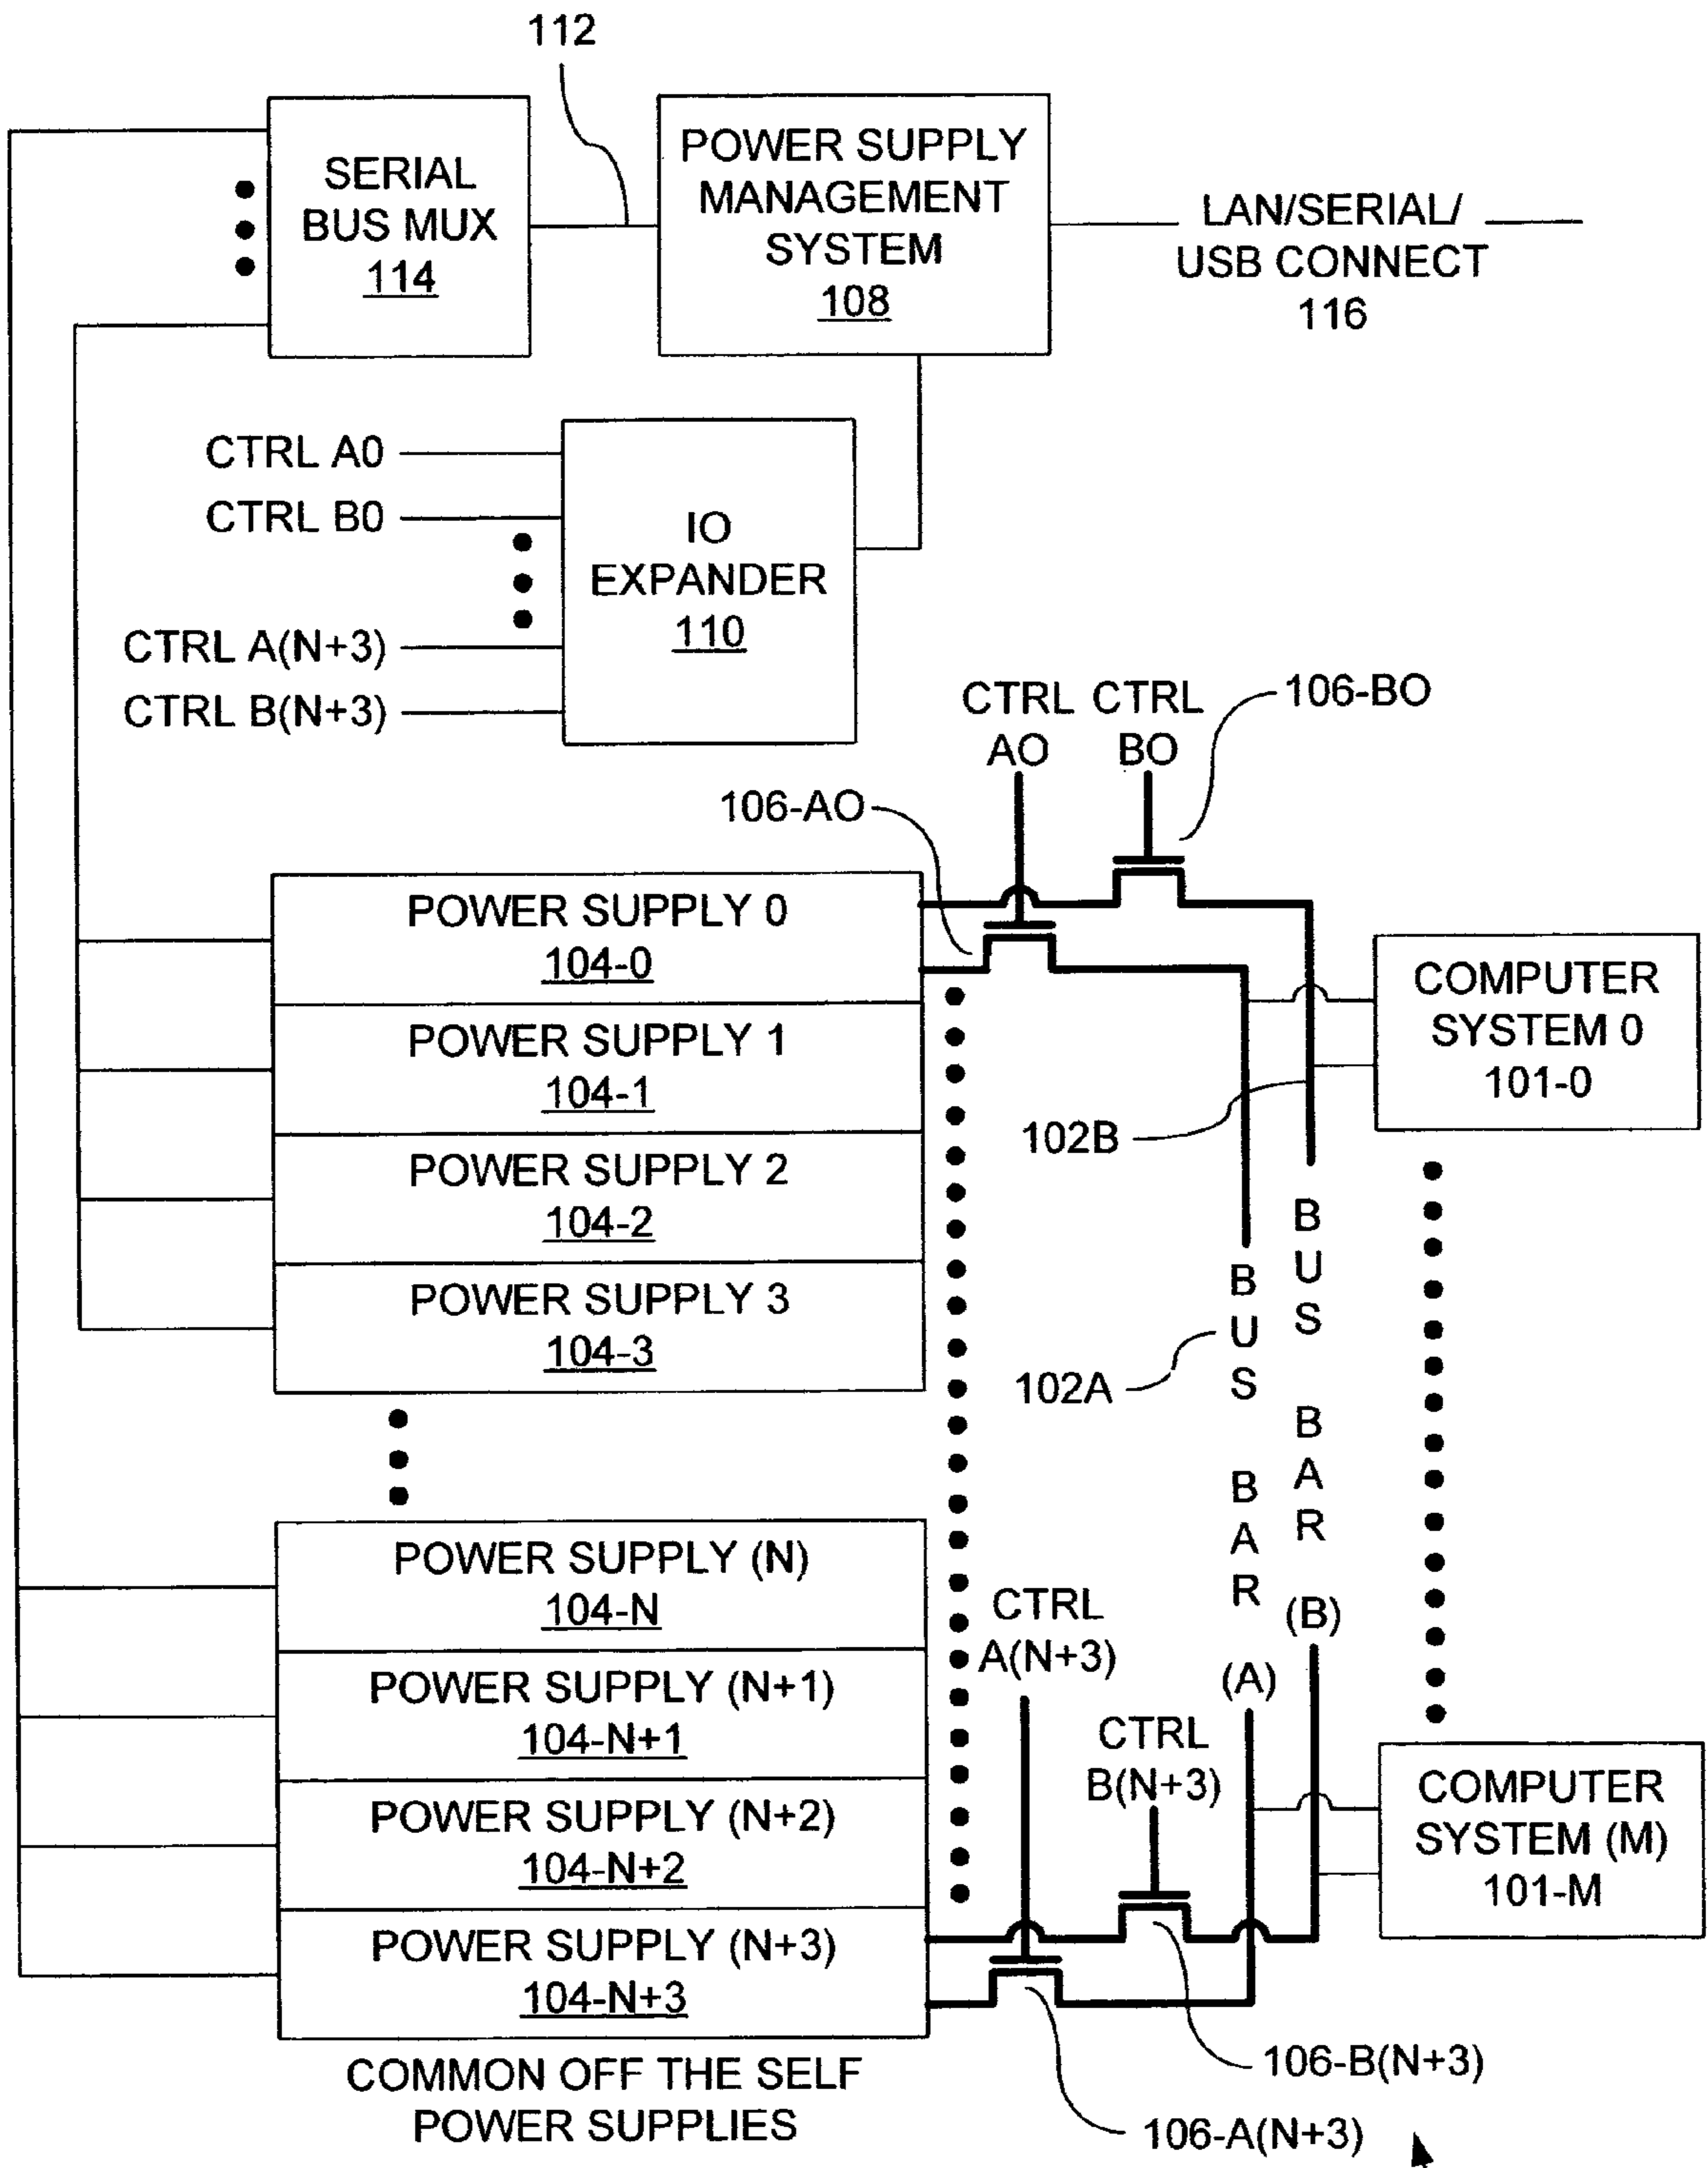 112
SERIAL
BUS MUX
114
POWER SUPPLY
MANAGEMENT
SYSTEM
108
LAN/SERIAL/
USB CONNECT
116
CTRL A0
CTRL B0
CTRL A(N+3)
CTRL B(N+3)
IO
EXPANDER
110
CTRL
AO
CTRL
BO
106-BO
106-AO
POWER SUPPLY 0
104-0
POWER SUPPLY 1
104-1
POWER SUPPLY 2
104-2
POWER SUPPLY 3
104-3
COMPUTER
SYSTEM 0
101-0
102B
102A
BUS BAR (A)
BUS BAR (B)
POWER SUPPLY (N)
104-N
POWER SUPPLY (N+1)
104-N+1
POWER SUPPLY (N+2)
104-N+2
POWER SUPPLY (N+3)
104-N+3
CTRL
A(N+3)
CTRL
B(N+3)
COMPUTER
SYSTEM (M)
101-M
106-B(N+3)
106-A(N+3)
COMMON OFF THE SELF
POWER SUPPLIES